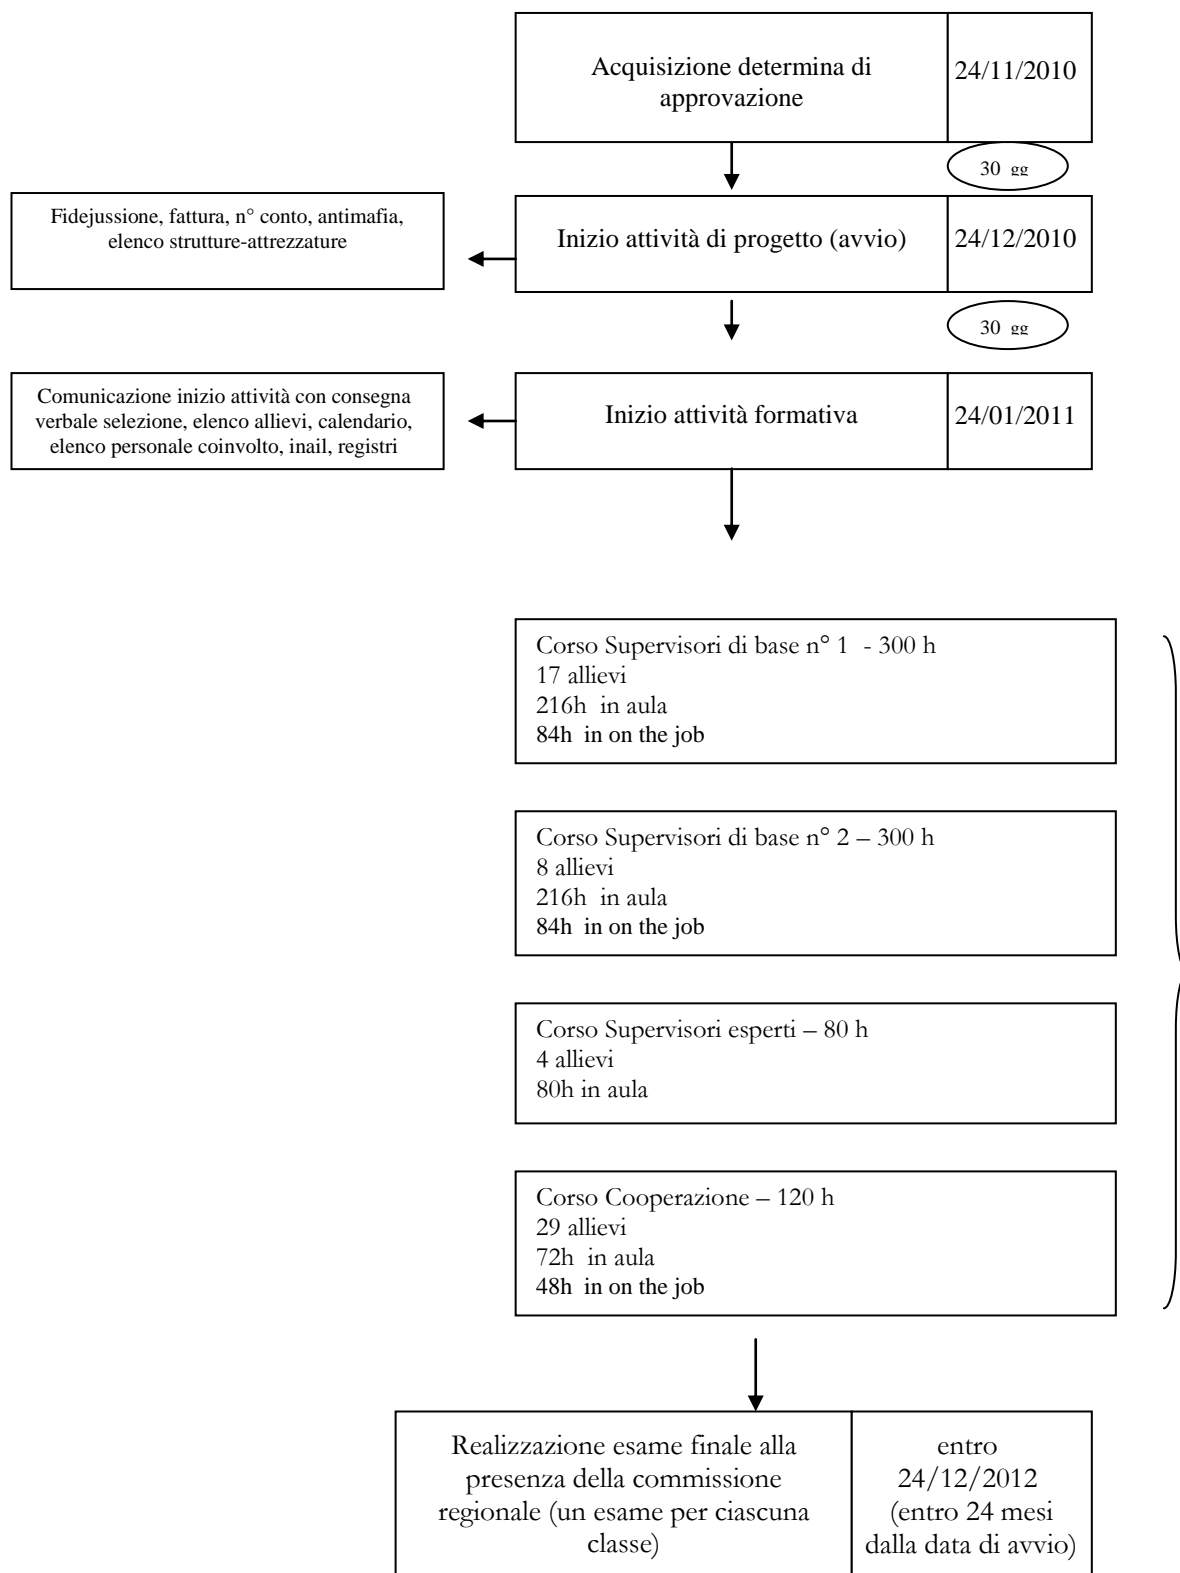 Acquisizione determina di
approvazione
24/11/2010
30 gg
Fidejussione, fattura, n° conto, antimafia,
elenco strutture-attrezzature
Inizio attività di progetto (avvio)
24/12/2010
30 gg
Comunicazione inizio attività con consegna
verbale selezione, elenco allievi, calendario,
elenco personale coinvolto, inail, registri
Inizio attività formativa
24/01/2011
Corso Supervisori di base n° 1 - 300 h
17 allievi
216h in aula
84h in on the job
Corso Supervisori di base n° 2 – 300 h
8 allievi
216h in aula
84h in on the job
Corso Supervisori esperti – 80 h
4 allievi
80h in aula
Corso Cooperazione – 120 h
29 allievi
72h in aula
48h in on the job
Realizzazione esame finale alla
presenza della commissione
regionale (un esame per ciascuna
classe)
entro
24/12/2012
(entro 24 mesi
dalla data di avvio)